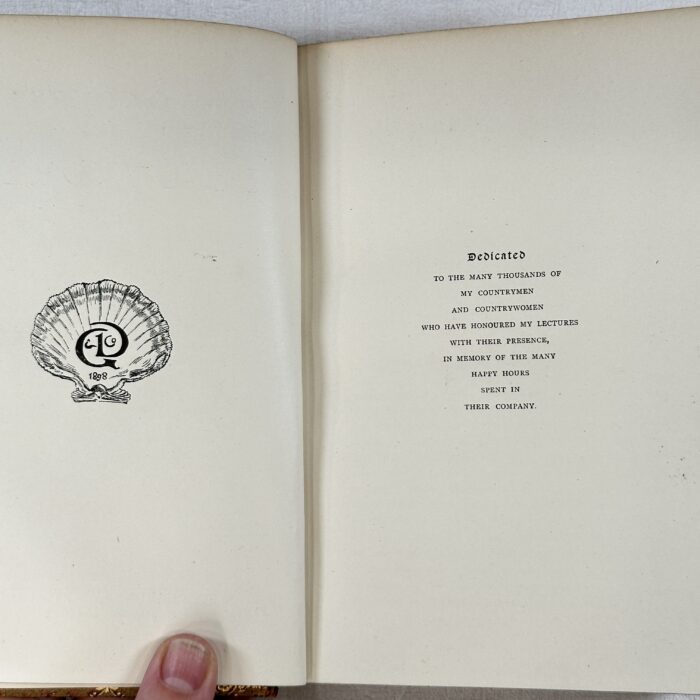 1898
Dedicated
TO THE MANY THOUSANDS OF
MY COUNTRYMEN
AND COUNTRYWOMEN
WHO HAVE HONOURED MY LECTURES
WITH THEIR PRESENCE,
IN MEMORY OF THE MANY
HAPPY HOURS
SPENT IN
THEIR COMPANY.